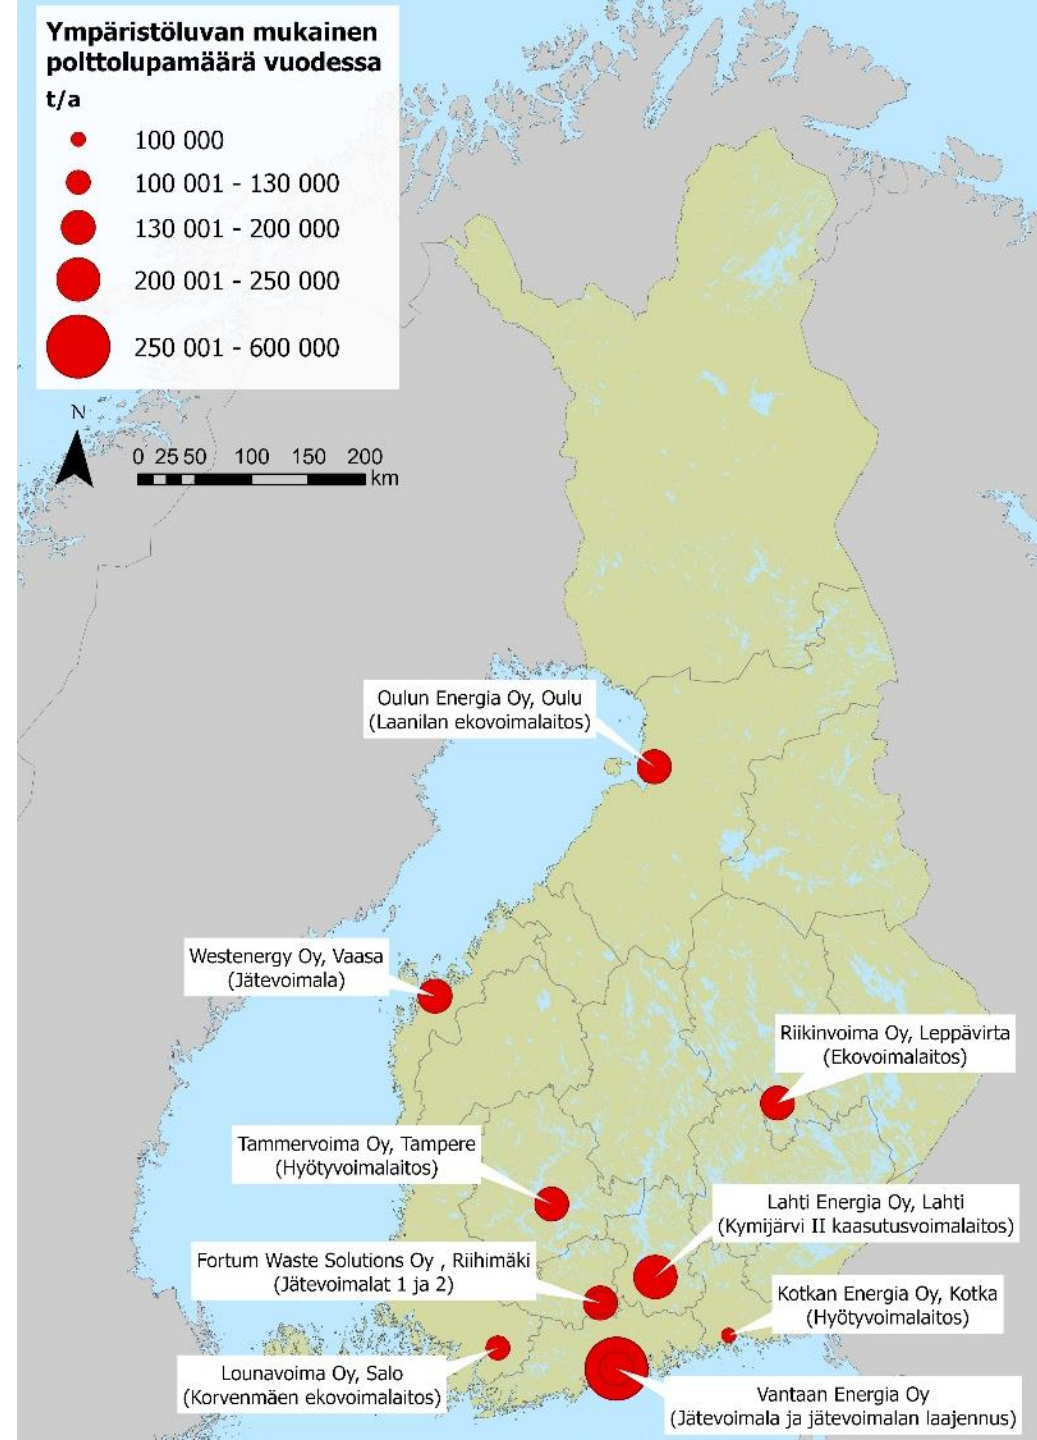 Ympäristöluvan mukainen
polttolupamäärä vuodessa
t/a
100 000
100 001 - 130 000
130 001 - 200 000
200 001 - 250 000
250 001 - 600 000
N
0 25 50 100 150 200
km
Oulun Energia Oy, Oulu
(Laanilan ekovoimalaitos)
Westenergy Oy, Vaasa
(Jätevoimala)
Riikinvoima Oy, Leppävirta
(Ekovoimalaitos)
Tammervoima Oy, Tampere
(Hyötyvoimalaitos)
Lahti Energia Oy, Lahti
(Kymijärvi II kaasutusvoimalaitos)
Fortum Waste Solutions Oy , Riihimäki
(Jätevoimalat 1 ja 2)
Kotkan Energia Oy, Kotka
(Hyötyvoimalaitos)
Lounavoima Oy, Salo
(Korvenmäen ekovoimalaitos)
Vantaan Energia Oy
(Jätevoimala ja jätevoimalan laajennus)